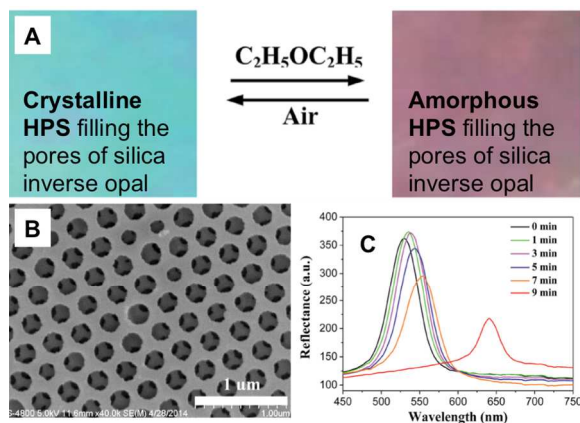 A
Crystalline
HPS filling the
pores of silica
inverse opal
C₂H₅OC₂H₅
Air
Amorphous
HPS filling the
pores of silica
inverse opal
B
1 um
S-4800 5.0kV 11.6mm x40.0k SE(M) 4/28/2014
1.00um
C
0 min
1 min
3 min
5 min
7 min
9 min
Reflectance (a.u.)
400
350
300
250
200
150
100
450 500 550 600 650 700 750
Wavelength (nm)